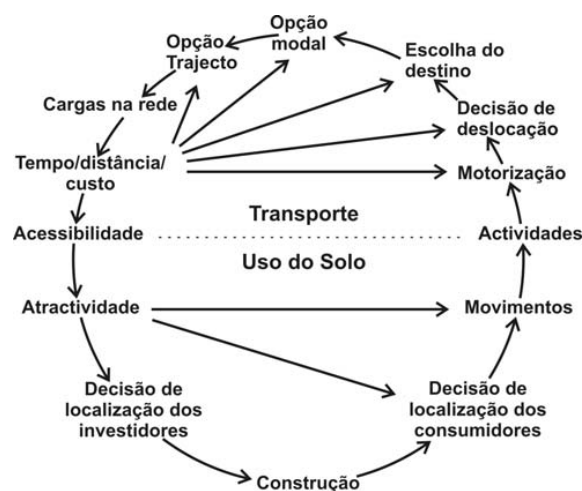 Opção
modal
Opção
Trajecto
Escolha do
destino
Cargas na rede
Decisão de
deslocação
Tempo/distância/
custo
Motorização
Transporte
Acessibilidade
Actividades
Uso do Solo
Atractividade
Movimentos
Decisão de
localização dos
investidores
Decisão de
localização dos
consumidores
Construção